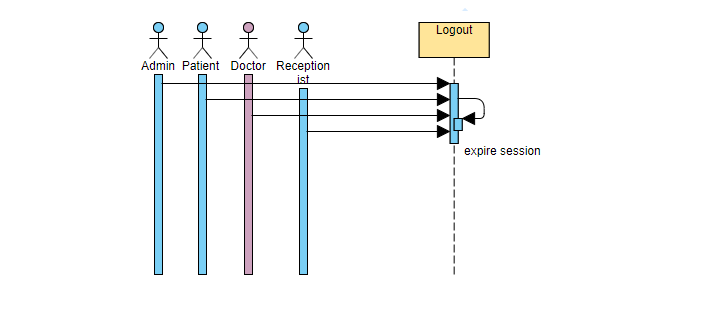 Logout
Admin Patient Doctor Reception
ist
expire session